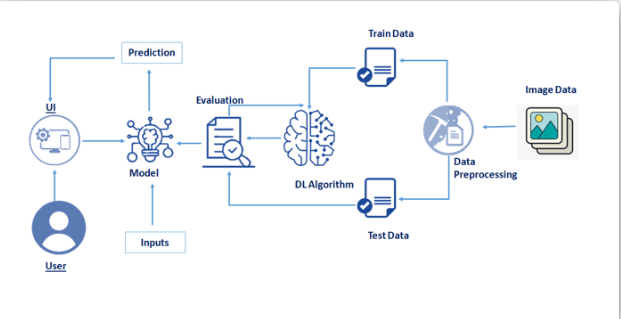 Train Data
Prediction
Image Data
UI
Evaluation
Data
Preprocessing
Model
DL Algorithm
Inputs
Test Data
User